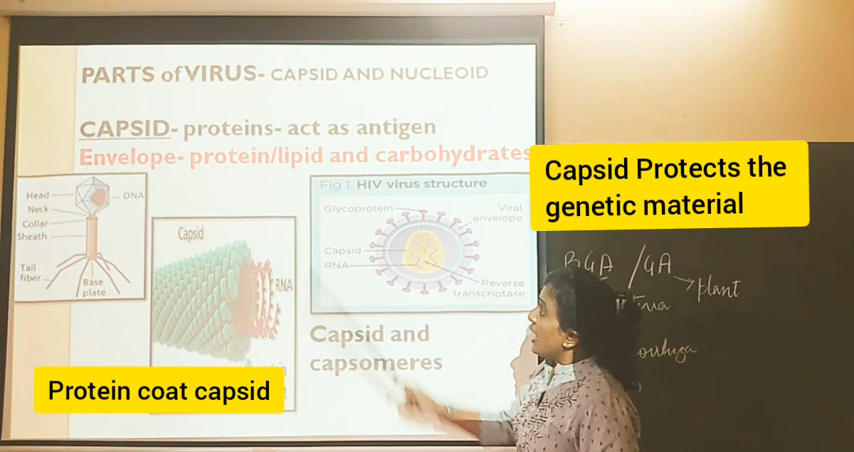 PARTS of VIRUS- CAPSID AND NUCLEOID
CAPSID- proteins- act as antigen
Envelope- protein/lipid and carbohydrates
Head
DNA
Neck
Collar
Sheath
Tail
fiber
Base
plate
Capsid
RNA
Fig 1. HIV virus structure
Glycoprotein
Viral
envelope
Capsid
RNA
Reverse
transcriptase
Capsid and
capsomeres
Protein coat capsid
Capsid Protects the
genetic material
BGA / GA
plant